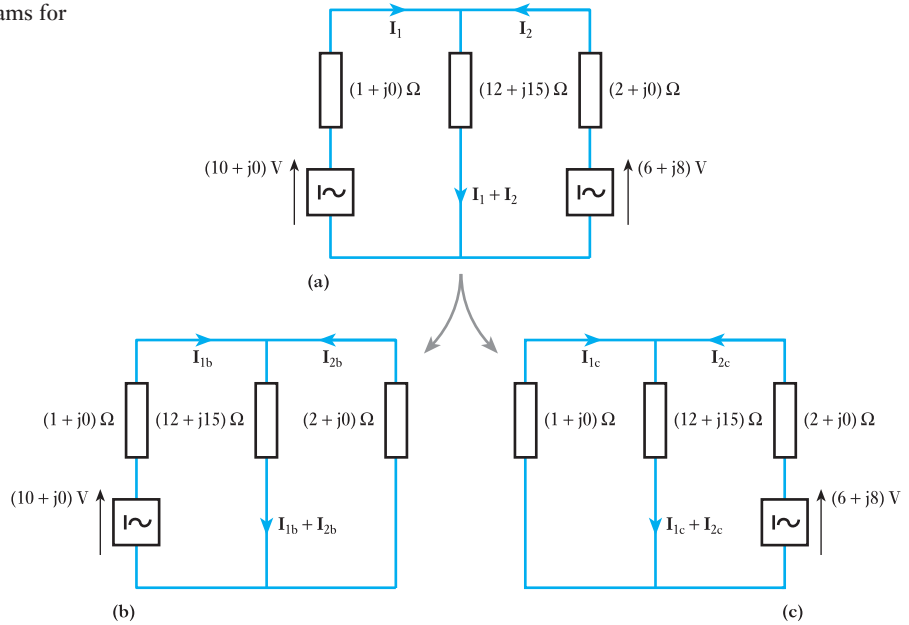 ams for
I1 I2
(1 + j0) Ω (12 + j15) Ω (2 + j0) Ω
(10 + j0) V (6 + j8) V
I1 + I2
(a)
I1b I2b
(1 + j0) Ω (12 + j15) Ω (2 + j0) Ω
(10 + j0) V
I1b + I2b
(b)
I1c I2c
(1 + j0) Ω (12 + j15) Ω (2 + j0) Ω
(6 + j8) V
I1c + I2c
(c)